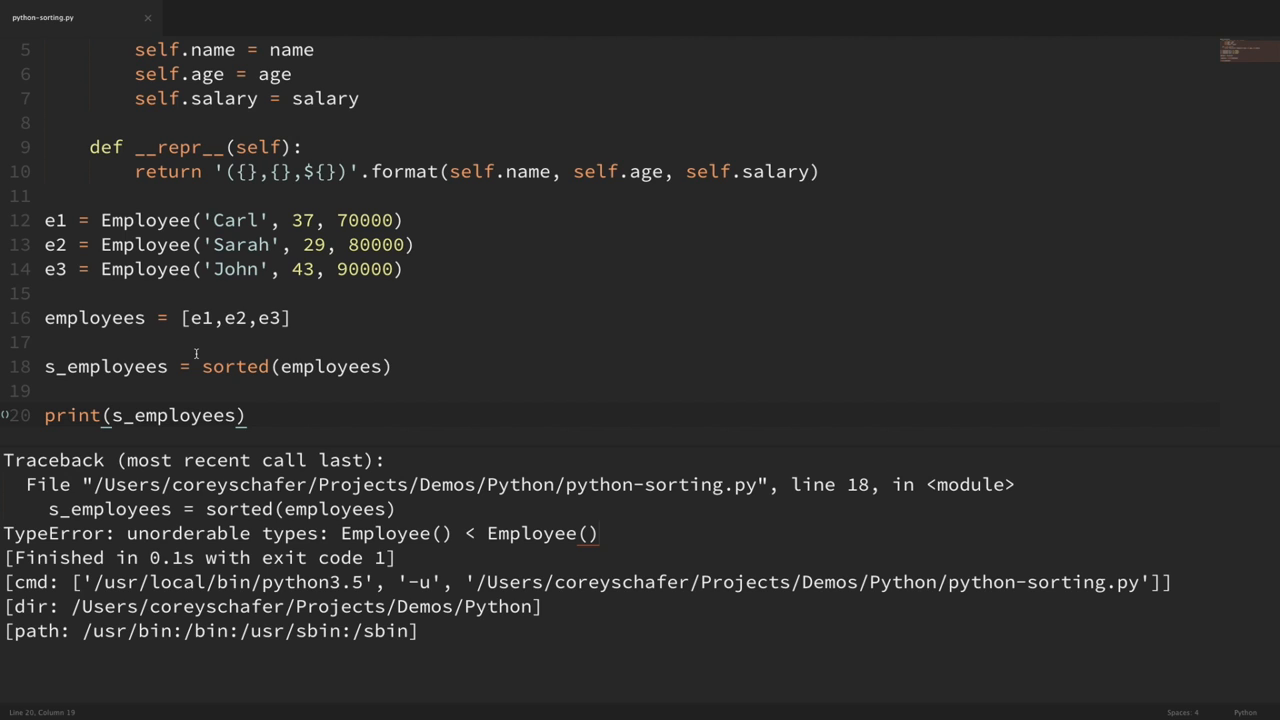 python-sorting.py ×
5 self.name = name
6 self.age = age
7 self.salary = salary
8
9 def __repr__(self):
10 return '({},{},${})'.format(self.name, self.age, self.salary)
11
12 e1 = Employee('Carl', 37, 70000)
13 e2 = Employee('Sarah', 29, 80000)
14 e3 = Employee('John', 43, 90000)
15
16 employees = [e1,e2,e3]
17
18 s_employees = sorted(employees)
19
()20 print(s_employees)
Traceback (most recent call last):
File "/Users/coreyschafer/Projects/Demos/Python/python-sorting.py", line 18, in <module>
s_employees = sorted(employees)
TypeError: unorderable types: Employee() < Employee()
[Finished in 0.1s with exit code 1]
[cmd: ['/usr/local/bin/python3.5', '-u', '/Users/coreyschafer/Projects/Demos/Python/python-sorting.py']]
[dir: /Users/coreyschafer/Projects/Demos/Python]
[path: /usr/bin:/bin:/usr/sbin:/sbin]
Line 20, Column 19 Spaces: 4 Python